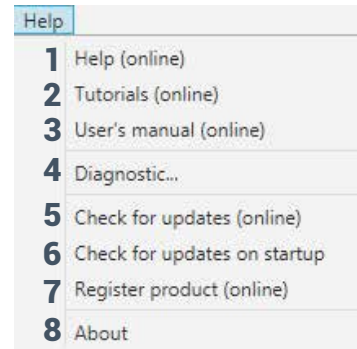 Help
1 Help (online)
2 Tutorials (online)
3 User's manual (online)
4 Diagnostic...
5 Check for updates (online)
6 Check for updates on startup
7 Register product (online)
8 About